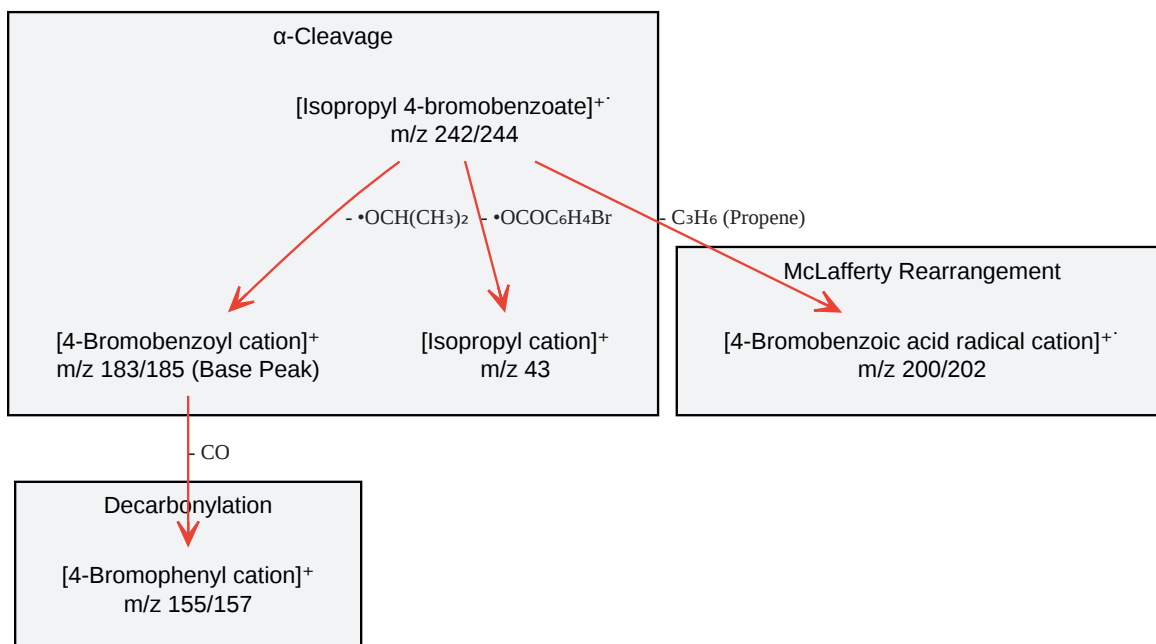 α-Cleavage
[Isopropyl 4-bromobenzoate]⁺˙
m/z 242/244
- •OCH(CH₃)₂
- •OCOC₆H₄Br
- C₃H₆ (Propene)
McLafferty Rearrangement
[4-Bromobenzoyl cation]⁺
m/z 183/185 (Base Peak)
[Isopropyl cation]⁺
m/z 43
[4-Bromobenzoic acid radical cation]⁺˙
m/z 200/202
- CO
Decarbonylation
[4-Bromophenyl cation]⁺
m/z 155/157